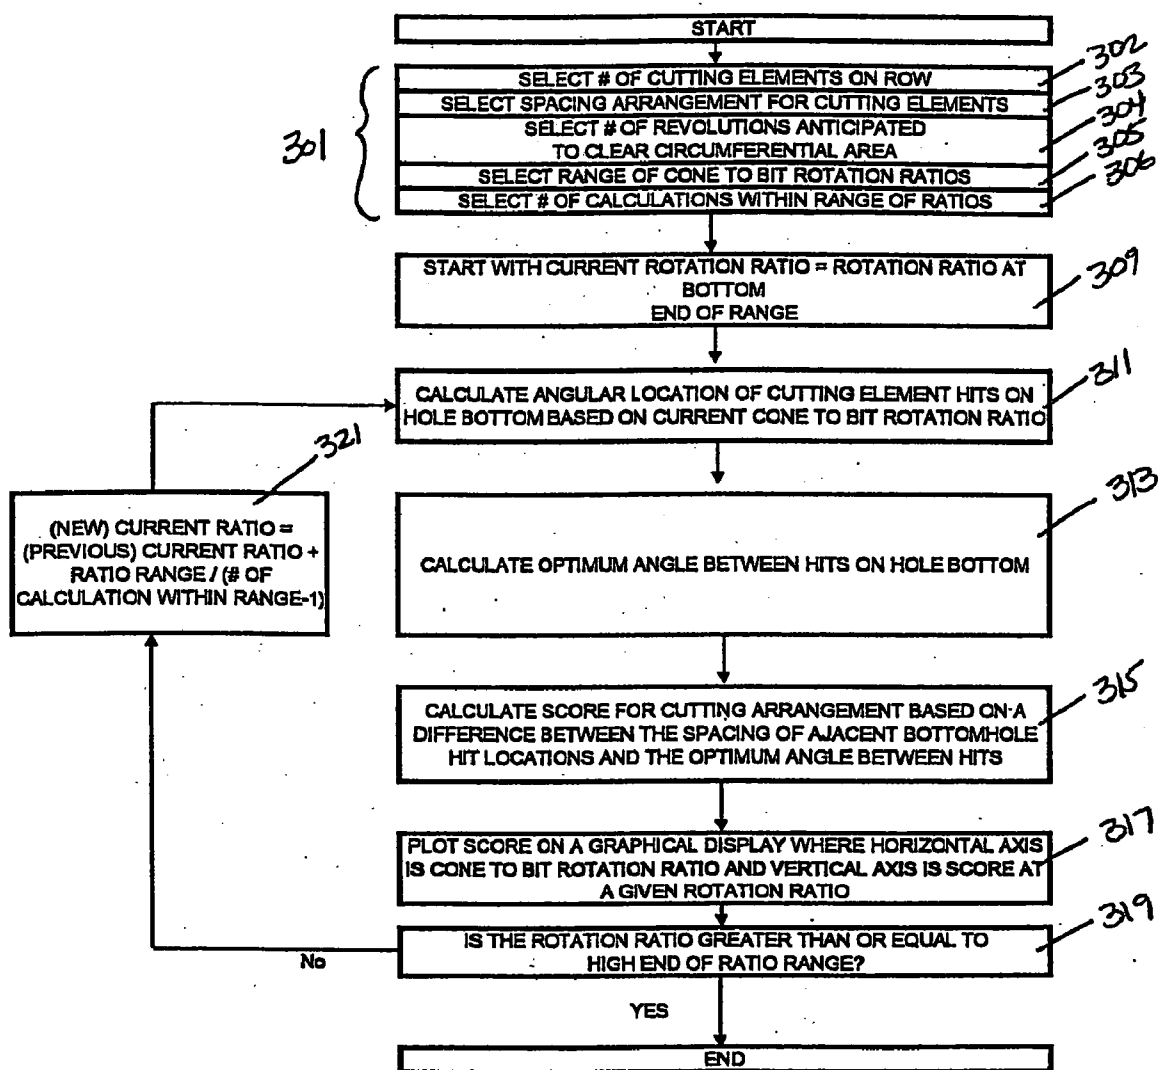 START
SELECT # OF CUTTING ELEMENTS ON ROW
302
SELECT SPACING ARRANGEMENT FOR CUTTING ELEMENTS
303
SELECT # OF REVOLUTIONS ANTICIPATED
TO CLEAR CIRCUMFERENTIAL AREA
304
301
SELECT RANGE OF CONE TO BIT ROTATION RATIOS
305
SELECT # OF CALCULATIONS WITHIN RANGE OF RATIOS
306
START WITH CURRENT ROTATION RATIO = ROTATION RATIO AT
BOTTOM
END OF RANGE
309
CALCULATE ANGULAR LOCATION OF CUTTING ELEMENT HITS ON
HOLE BOTTOM BASED ON CURRENT CONE TO BIT ROTATION RATIO
311
321
(NEW) CURRENT RATIO =
(PREVIOUS) CURRENT RATIO +
RATIO RANGE / (# OF
CALCULATION WITHIN RANGE-1)
CALCULATE OPTIMUM ANGLE BETWEEN HITS ON HOLE BOTTOM
313
CALCULATE SCORE FOR CUTTING ARRANGEMENT BASED ON A
DIFFERENCE BETWEEN THE SPACING OF AJACENT BOTTOMHOLE
HIT LOCATIONS AND THE OPTIMUM ANGLE BETWEEN HITS
315
PLOT SCORE ON A GRAPHICAL DISPLAY WHERE HORIZONTAL AXIS
IS CONE TO BIT ROTATION RATIO AND VERTICAL AXIS IS SCORE AT
A GIVEN ROTATION RATIO
317
IS THE ROTATION RATIO GREATER THAN OR EQUAL TO
HIGH END OF RATIO RANGE?
319
No
YES
END